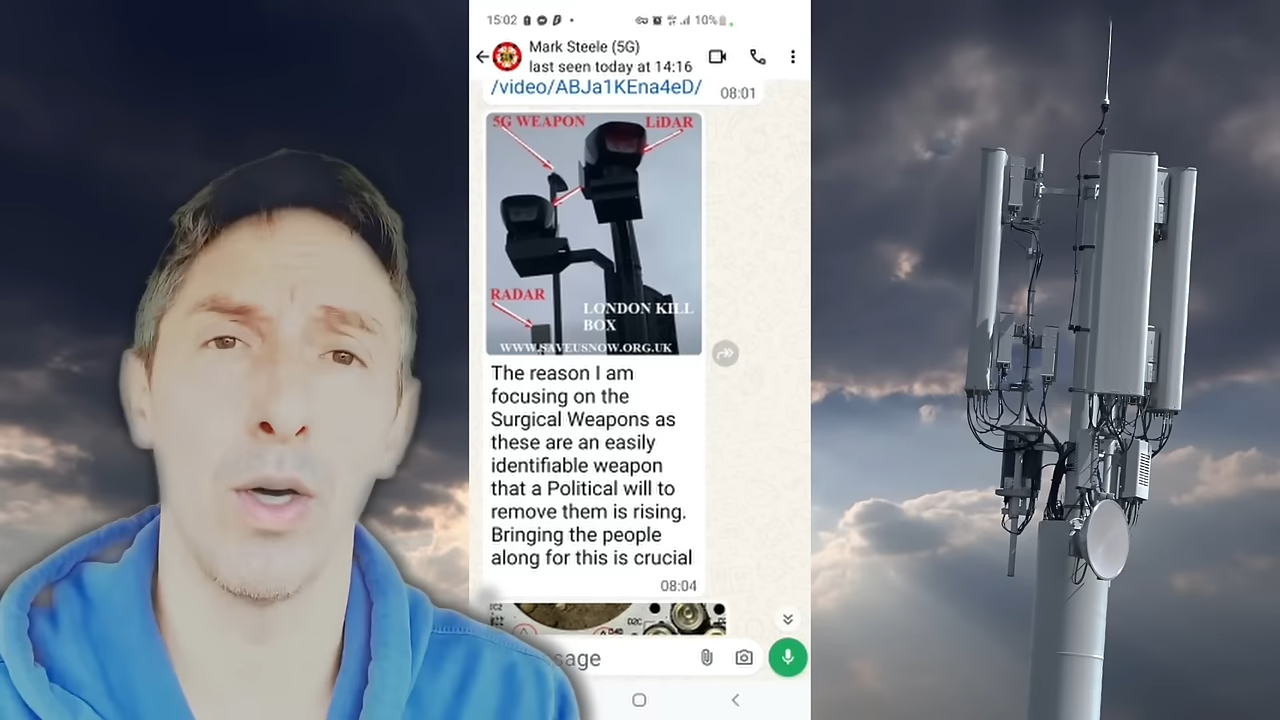 15:02
10%
Mark Steele (5G)
last seen today at 14:16
/video/ABJa1KEna4eD/
08:01
5G WEAPON
LiDAR
RADAR
LONDON KILL
BOX
WWW.SAVEUSNOW.ORG.UK
The reason I am
focusing on the
Surgical Weapons as
these are an easily
identifiable weapon
that a Political will to
remove them is rising.
Bringing the people
along for this is crucial
08:04
D2C
sage